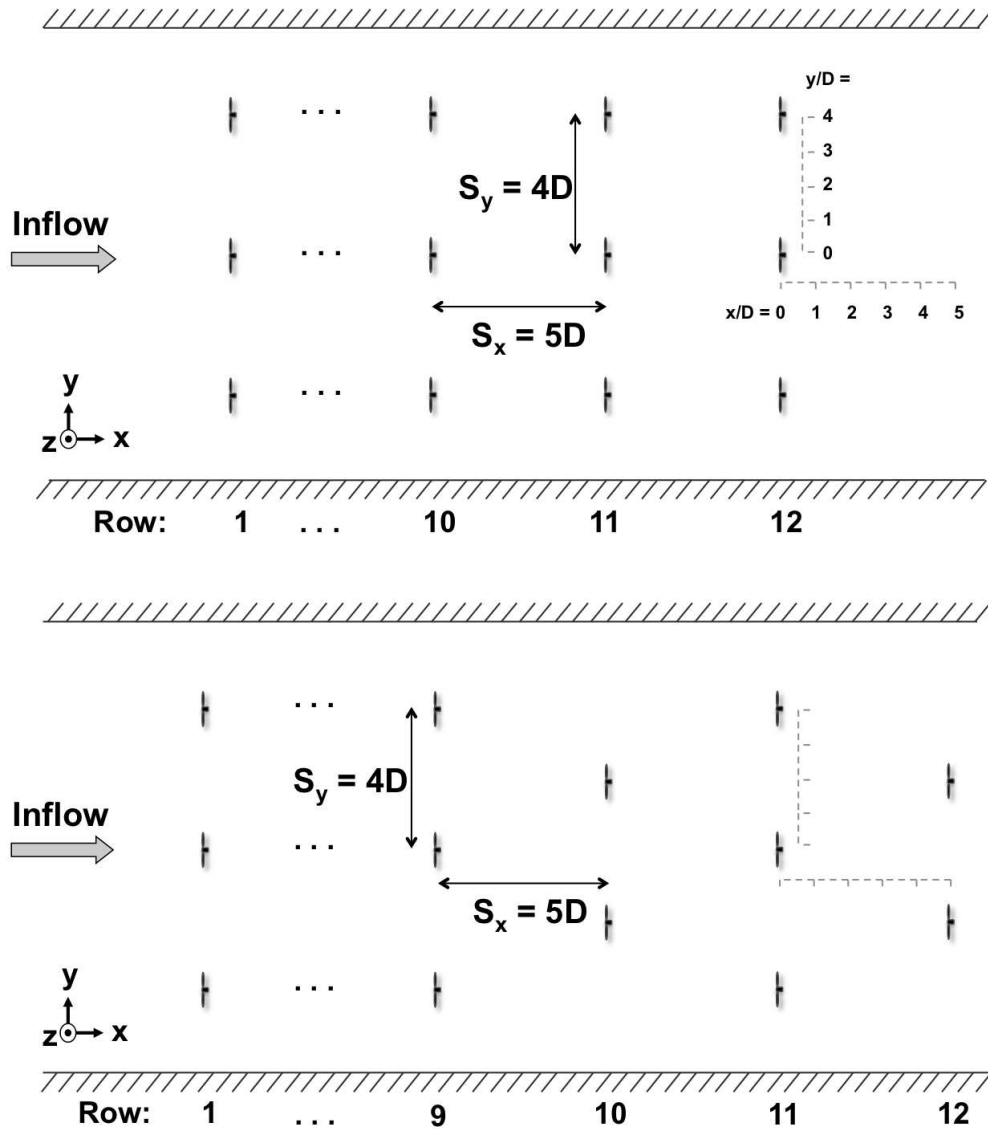 y/D =
. . .
4
3
S_y = 4D
2
1
Inflow
. . .
0
x/D = 0 1 2 3 4 5
S_x = 5D
y
. . .
z x
Row: 1 . . . 10 11 12
. . .
S_y = 4D
Inflow
. . .
S_x = 5D
y
. . .
z x
Row: 1 . . . 9 10 11 12